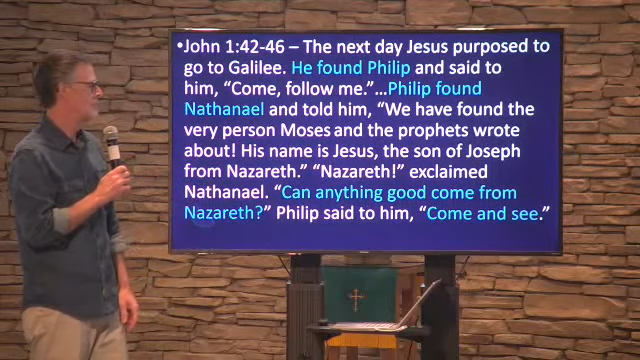 •John 1:42-46 – The next day Jesus purposed to
go to Galilee. He found Philip and said to
him, “Come, follow me.”…Philip found
Nathanael and told him, “We have found the
very person Moses and the prophets wrote
about! His name is Jesus, the son of Joseph
from Nazareth.” “Nazareth!” exclaimed
Nathanael. “Can anything good come from
Nazareth?” Philip said to him, “Come and see.”